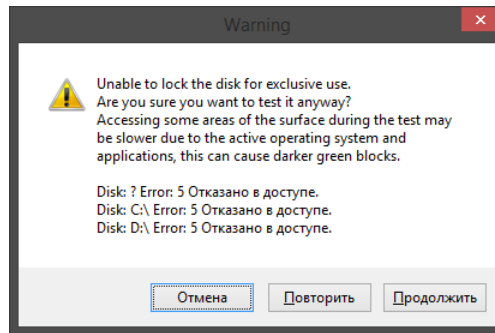 Warning
Unable to lock the disk for exclusive use.
Are you sure you want to test it anyway?
Accessing some areas of the surface during the test may
be slower due to the active operating system and
applications, this can cause darker green blocks.
Disk: ? Error: 5 Отказано в доступе.
Disk: C:\ Error: 5 Отказано в доступе.
Disk: D:\ Error: 5 Отказано в доступе.
Отмена Повторить Продолжить